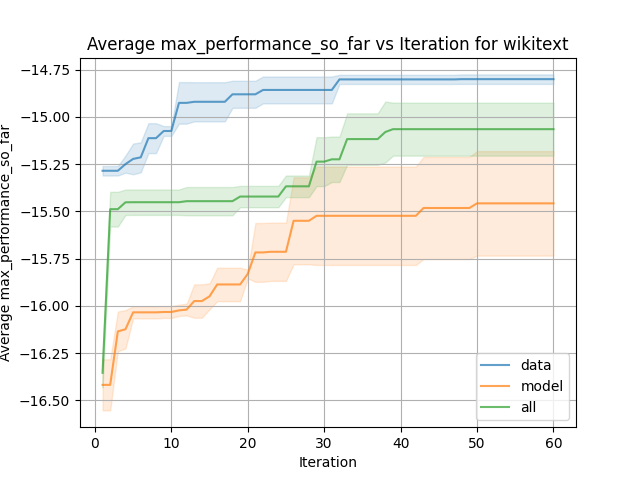 Average max_performance_so_far vs Iteration for wikitext
Average max_performance_so_far
−14.75
−15.00
−15.25
−15.50
−15.75
−16.00
−16.25
−16.50
data
model
all
0 10 20 30 40 50 60
Iteration